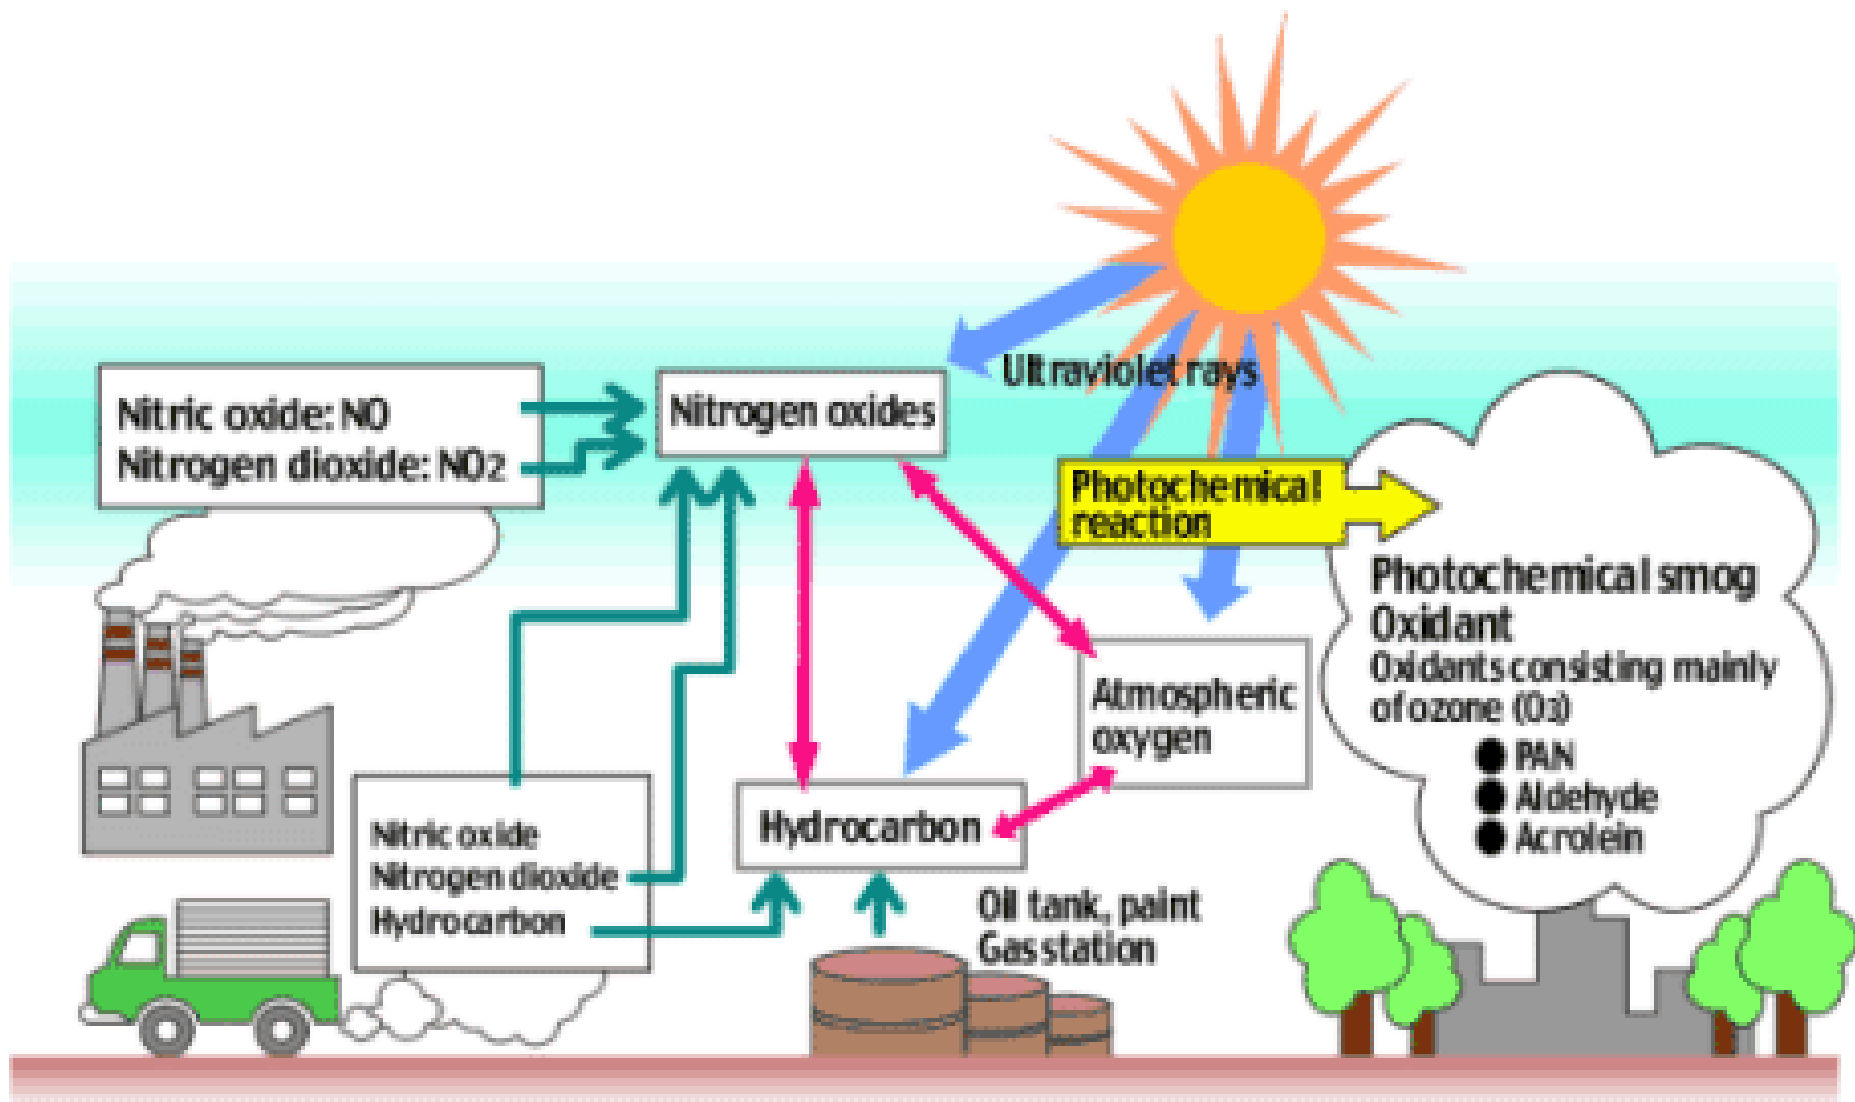 Ultraviolet rays
Nitric oxide: NO
Nitrogen dioxide: NO2
Nitrogen oxides
Photochemical
reaction
Photochemical smog
Oxidant
Oxidants consisting mainly
of ozone (O3)
● PAN
● Aldehyde
● Acrolein
Atmospheric
oxygen
Hydrocarbon
Nitric oxide
Nitrogen dioxide
Hydrocarbon
Oil tank, paint
Gas station